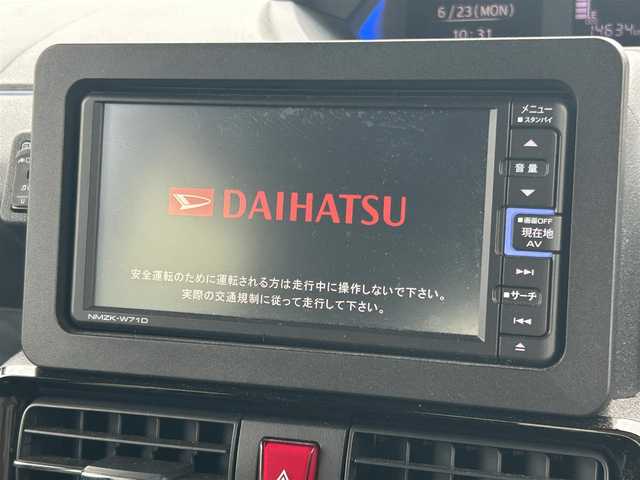 6/23(MON)
10:31
DAIHATSU
安全運転のために運転される方は走行中に操作しないで下さい。
実際の交通規制に従って走行して下さい。
NMZK-W71D
メニュー
■スタンバイ
▲
音量
▼
■画面OFF
現在地
AV
▶▶I
■サーチ
I◀◀
⏏